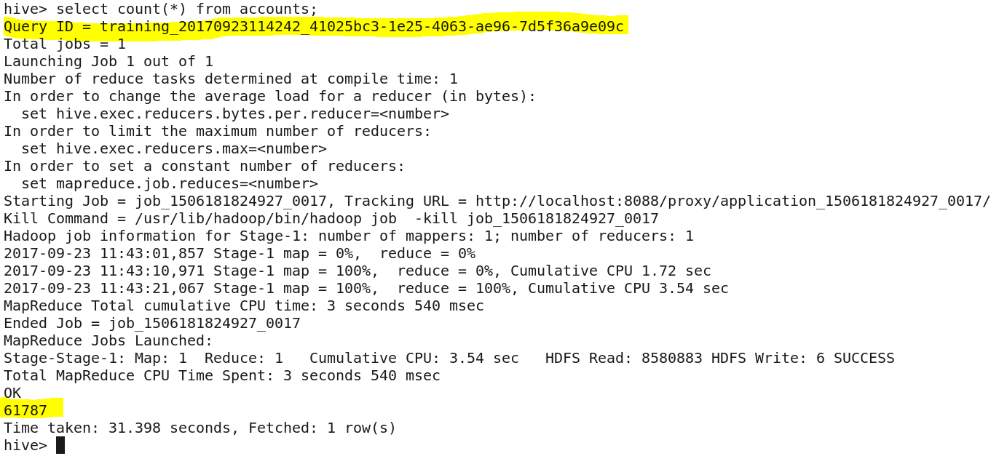 hive> select count(*) from accounts;
Query ID = training_20170923114242_41025bc3-1e25-4063-ae96-7d5f36a9e09c
Total jobs = 1
Launching Job 1 out of 1
Number of reduce tasks determined at compile time: 1
In order to change the average load for a reducer (in bytes):
  set hive.exec.reducers.bytes.per.reducer=<number>
In order to limit the maximum number of reducers:
  set hive.exec.reducers.max=<number>
In order to set a constant number of reducers:
  set mapreduce.job.reduces=<number>
Starting Job = job_1506181824927_0017, Tracking URL = http://localhost:8088/proxy/application_1506181824927_0017/
Kill Command = /usr/lib/hadoop/bin/hadoop job  -kill job_1506181824927_0017
Hadoop job information for Stage-1: number of mappers: 1; number of reducers: 1
2017-09-23 11:43:01,857 Stage-1 map = 0%,  reduce = 0%
2017-09-23 11:43:10,971 Stage-1 map = 100%,  reduce = 0%, Cumulative CPU 1.72 sec
2017-09-23 11:43:21,067 Stage-1 map = 100%,  reduce = 100%, Cumulative CPU 3.54 sec
MapReduce Total cumulative CPU time: 3 seconds 540 msec
Ended Job = job_1506181824927_0017
MapReduce Jobs Launched:
Stage-Stage-1: Map: 1  Reduce: 1   Cumulative CPU: 3.54 sec   HDFS Read: 8580883 HDFS Write: 6 SUCCESS
Total MapReduce CPU Time Spent: 3 seconds 540 msec
OK
61787
Time taken: 31.398 seconds, Fetched: 1 row(s)
hive>